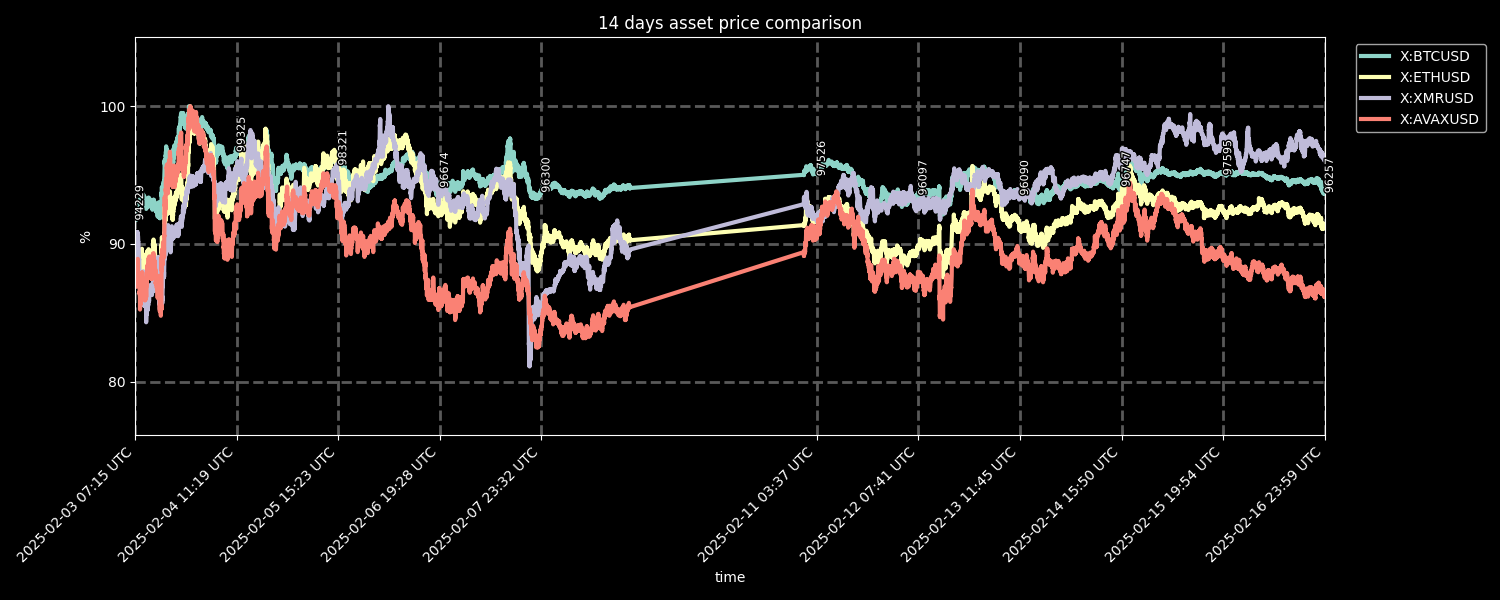 14 days asset price comparison
X:BTCUSD
X:ETHUSD
X:XMRUSD
X:AVAXUSD
100
90
80
%
94229
99325
98321
96674
96300
97526
96097
96090
96747
97595
96257
2025-02-03 07:15 UTC
2025-02-04 11:19 UTC
2025-02-05 15:23 UTC
2025-02-06 19:28 UTC
2025-02-07 23:32 UTC
2025-02-11 03:37 UTC
2025-02-12 07:41 UTC
2025-02-13 11:45 UTC
2025-02-14 15:50 UTC
2025-02-15 19:54 UTC
2025-02-16 23:59 UTC
time